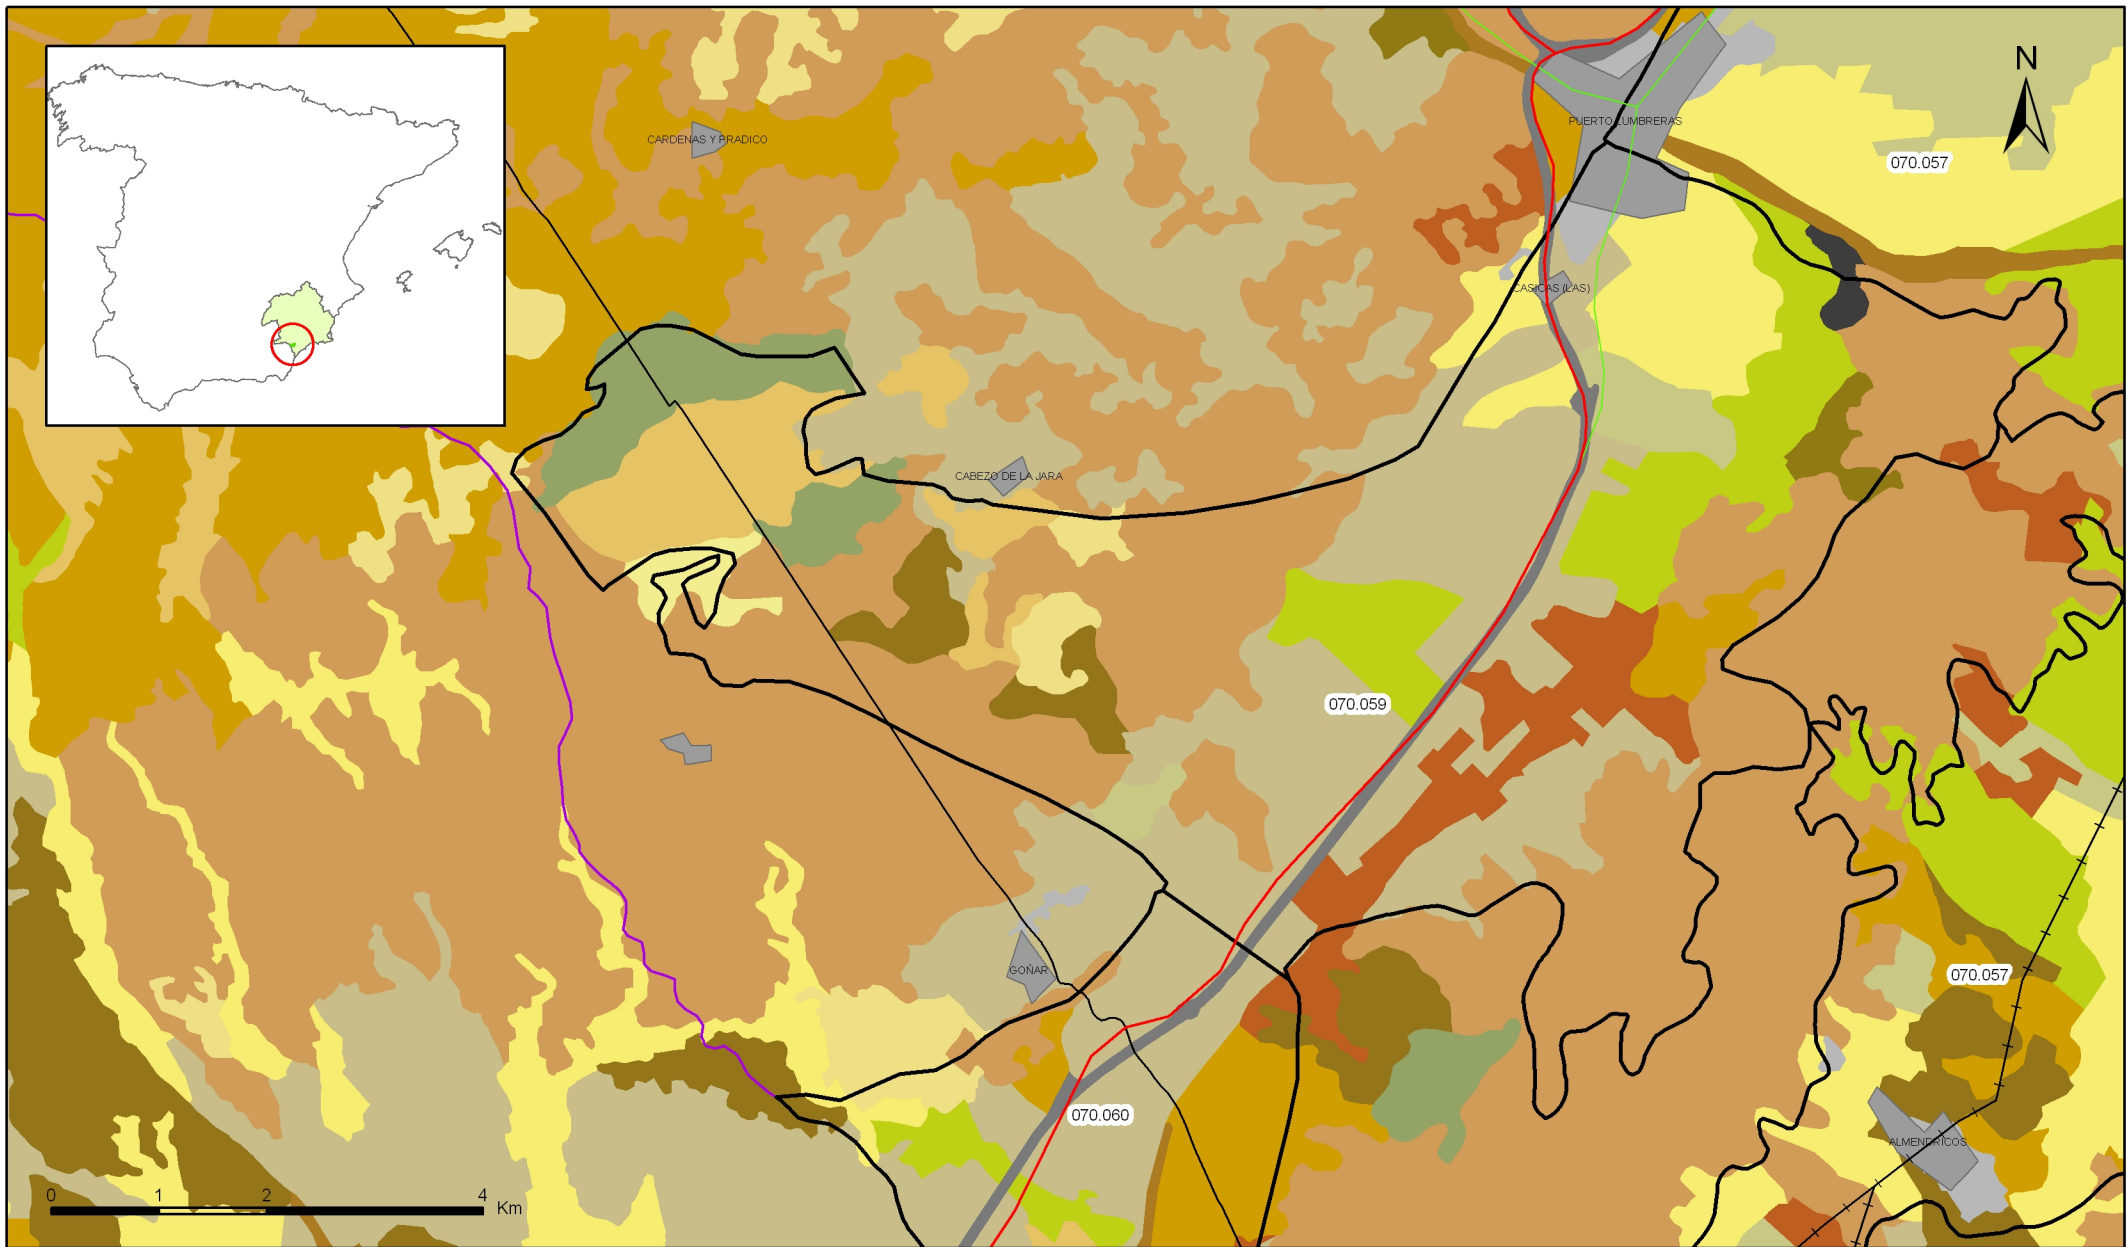 N
CARDENAS Y PRADICO
PUERTO LUMBRERAS
070.057
CASICAS (LAS)
CABEZO DE LA JARA
070.059
GOÑAR
070.057
070.060
ALMENDRICOS
0 1 2 4 Km